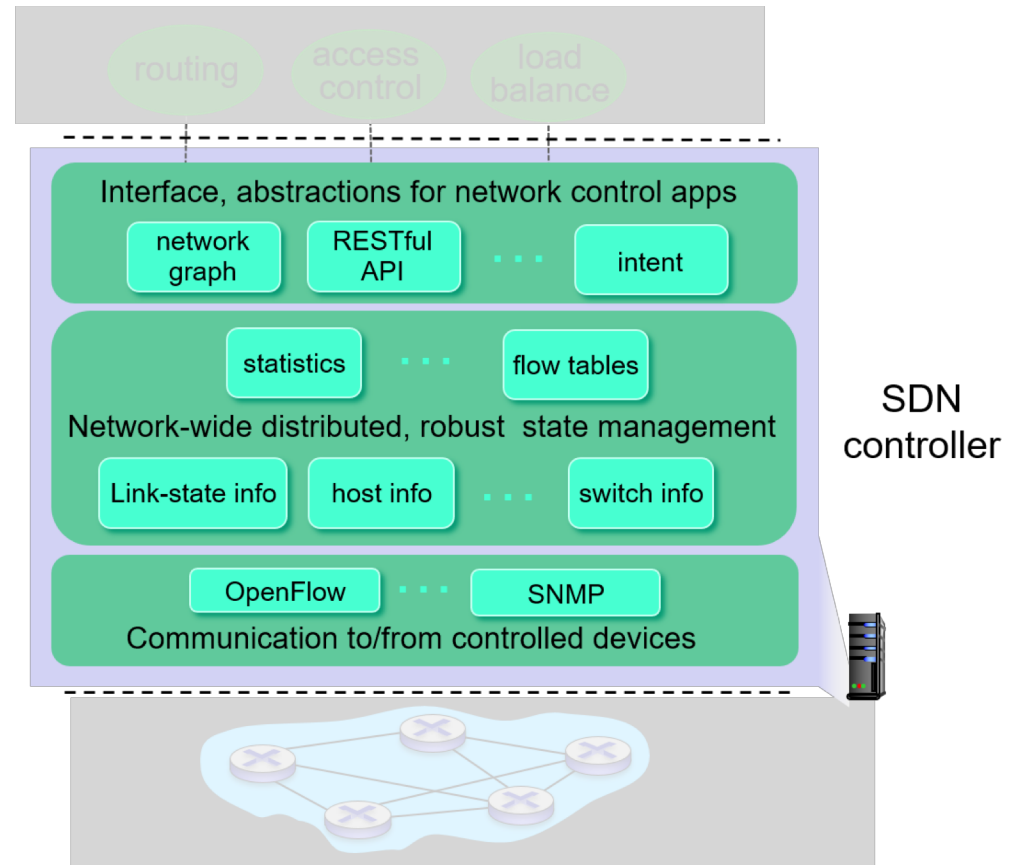 routing
access
control
load
balance
Interface, abstractions for network control apps
network
graph
RESTful
API
intent
statistics
flow tables
Network-wide distributed, robust  state management
Link-state info
host info
switch info
OpenFlow
SNMP
Communication to/from controlled devices
SDN
controller